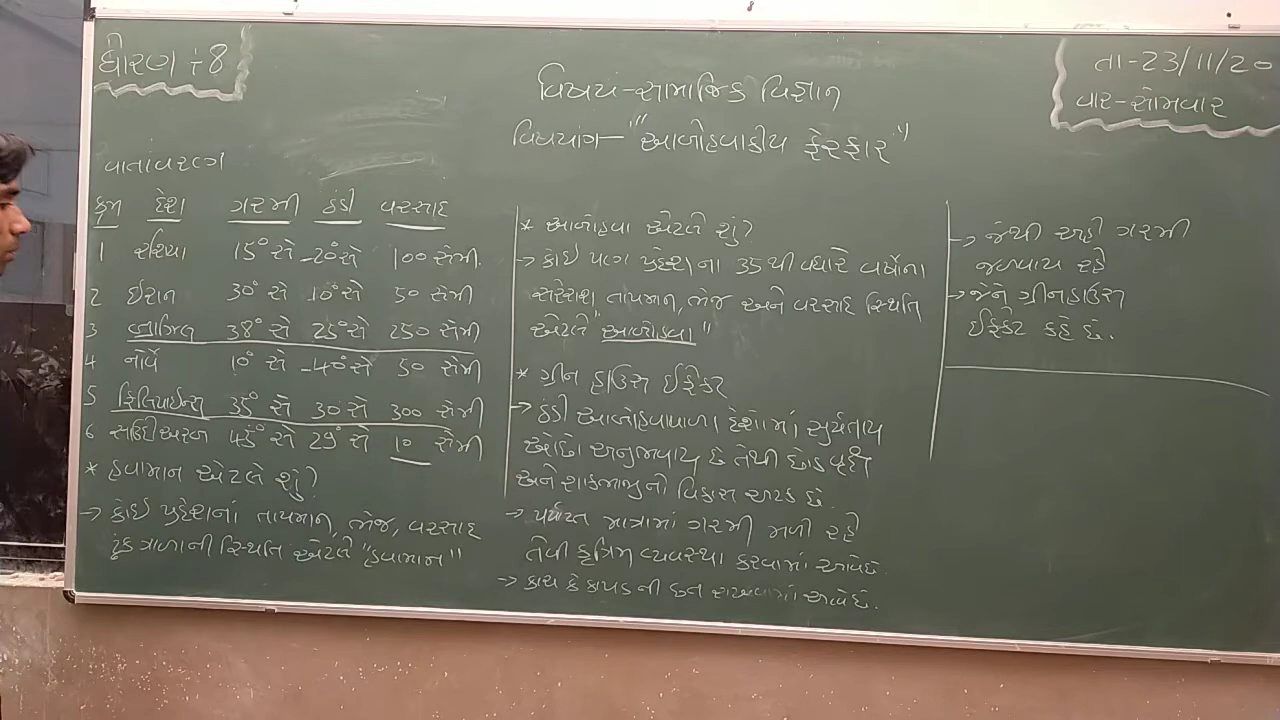 ધોરણ ÷ 8
વિષય-સામાજિક વિજ્ઞાન
વિષયાંગ-"આબોહવાકીય ફેરફાર"
તા-23/11/20
વાર-સોમવાર
વાતાવરણ
ક્રમ દેશ ગરમી ઠંડી વરસાદ
1 રશિયા 15° સે -20°સે 100 સેમી.
2 ઈરાન 30° સે 10° સે 50 સેમી
3 બ્રાઝિલ 38° સે 25°સે 250 સેમી
4 નોર્વે 10° સે -40°સે 50 સેમી
5 ફિલિપાઈન્સ 35° સે 30 સે 300 સેમી
6 સઉદી અરબ 45° સે 29° સે 10 સેમી
* હવામાન એટલે શું?
→ કોઈ પ્રદેશનાં તાપમાન, ભેજ, વરસાદ
ટૂંક ગાળાની સ્થિતિ એટલે "હવામાન"
* આબોહવા એટલે શું?
→ કોઈ પણ પ્રદેશના 35 થી વધારે વર્ષોના
સરેરાશ તાપમાન, ભેજ અને વરસાદ સ્થિતિ
એટલે "આબોહવા"
* ગ્રીન હાઉસ ઈફેકટ
→ ઠંડી આબોહવાવાળા દેશોમાં સુર્યતાપ
ઓછો અનુભવાય છે તેથી છોડ વૃદ્ધિ
અને શાકભાજીનો વિકાસ અટકે છે.
→ પર્યાપ્ત માત્રામાં ગરમી મળી રહે
તેવી કૃત્રિમ વ્યવસ્થા કરવામાં આવેછે
→ કાચ કે કાપડ ની છત રાખવામાં આવેછે.
→ જેથી અહી ગરમી
જળવાય રહે
→ જેને ગ્રીનહાઉસ
ઈફેક્ટ કહે છે.